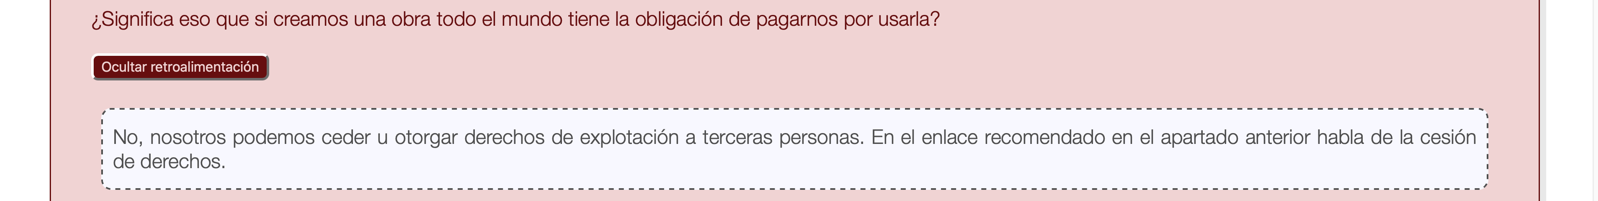 ¿Significa eso que si creamos una obra todo el mundo tiene la obligación de pagarnos por usarla?
Ocultar retroalimentación
No, nosotros podemos ceder u otorgar derechos de explotación a terceras personas. En el enlace recomendado en el apartado anterior habla de la cesión
de derechos.